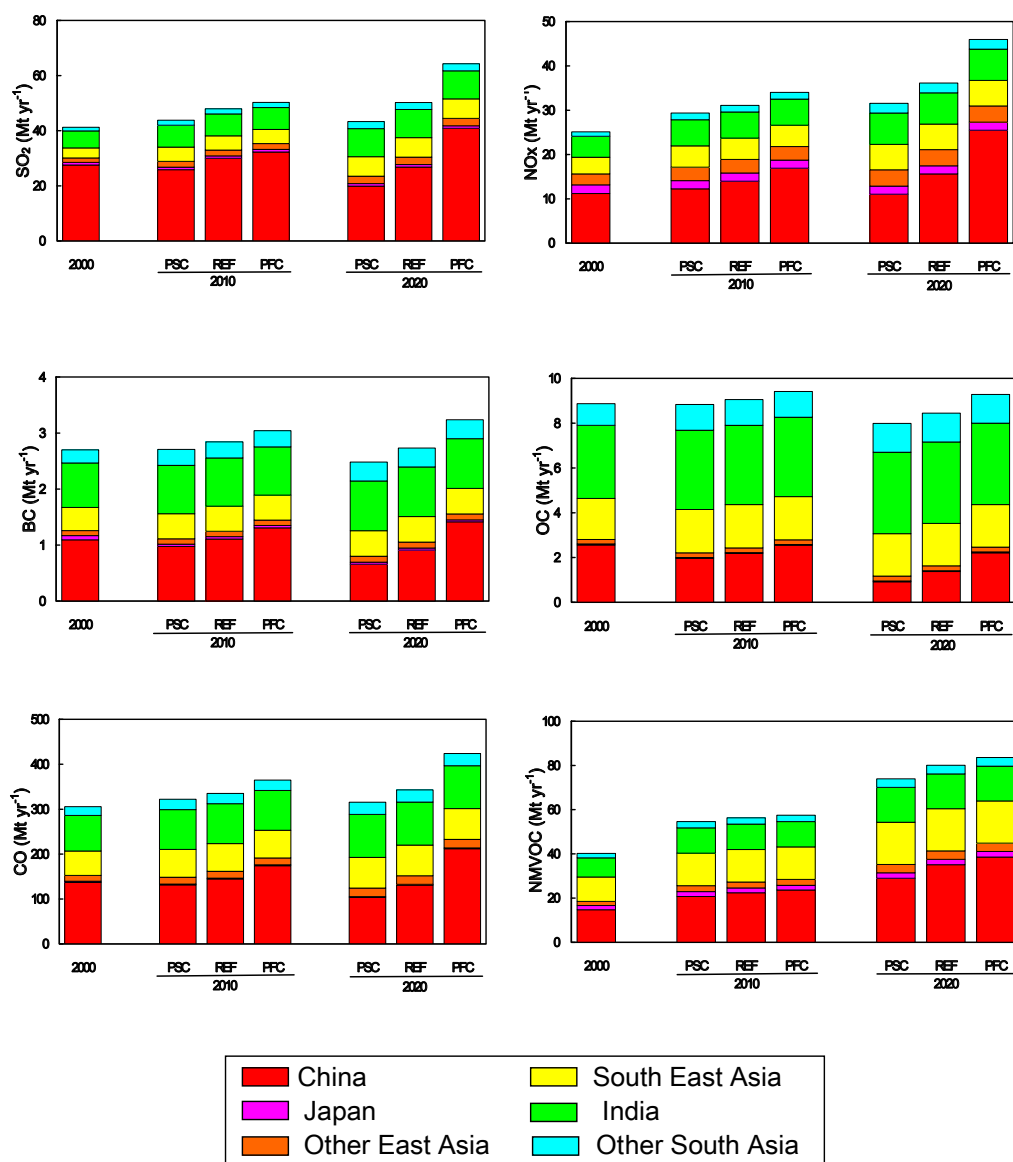 80
60
40
20
0
SO₂ (Mt yr⁻¹)
2000 PSC REF PFC PSC REF PFC
2010 2020
50
40
30
20
10
0
NOx (Mt yr⁻¹)
2000 PSC REF PFC PSC REF PFC
2010 2020
4
3
2
1
0
BC (Mt yr⁻¹)
2000 PSC REF PFC PSC REF PFC
2010 2020
10
8
6
4
2
0
OC (Mt yr⁻¹)
2000 PSC REF PFC PSC REF PFC
2010 2020
500
400
300
200
100
0
CO (Mt yr⁻¹)
2000 PSC REF PFC PSC REF PFC
2010 2020
100
80
60
40
20
0
NMVOC (Mt yr⁻¹)
2000 PSC REF PFC PSC REF PFC
2010 2020
China South East Asia
Japan India
Other East Asia Other South Asia